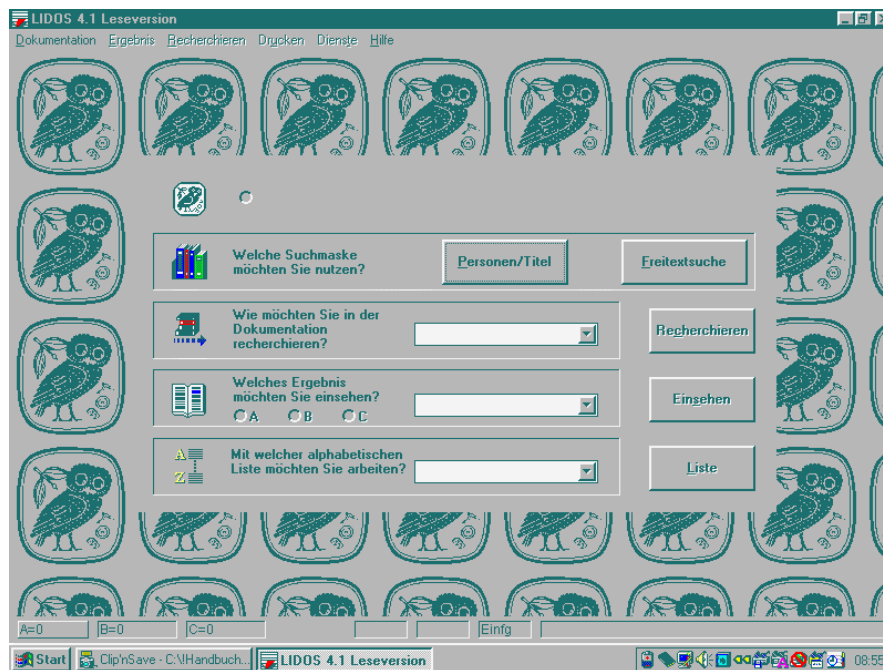 LIDOS 4.1 Leseversion
Dokumentation Ergebnis Recherchieren Drucken Dienste Hilfe
Welche Suchmaske
möchten Sie nutzen?
Personen/Titel
Freitextsuche
Wie möchten Sie in der
Dokumentation
recherchieren?
Recherchieren
Welches Ergebnis
möchten Sie einsehen?
A B C
Einsehen
A
Z
Mit welcher alphabetischen
Liste möchten Sie arbeiten?
Liste
A=0 B=0 C=0 Einfg
Start Clip'nSave - C:\!Handbuch... LIDOS 4.1 Leseversion 08:55